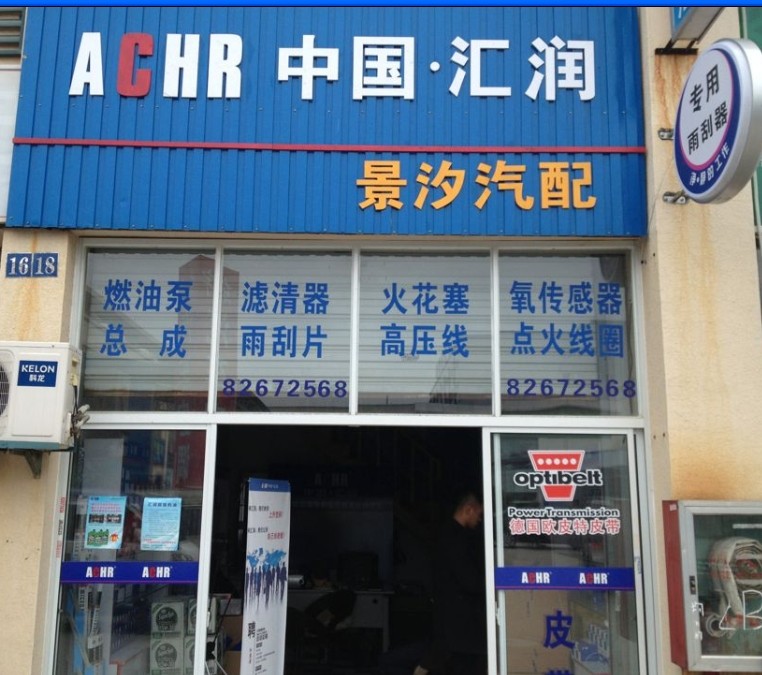 ACHR 中国·汇润
景汐汽配
专用
雨刮器
1618
燃油泵
总成
滤清器
雨刮片
82672568
火花塞
高压线
氧传感器
点火线圈
82672568
KELON
科龙
optibelt
Power Transmission
德国欧皮特皮带
ACHR
ACHR
ACHR
ACHR
ACHR
皮